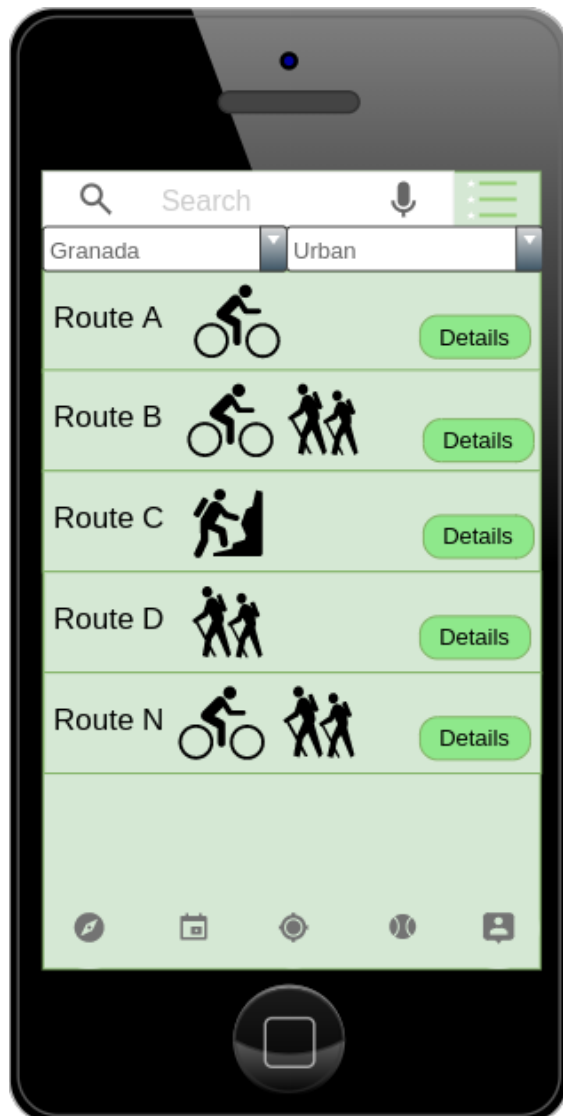 Search
Granada Urban
Route A Details
Route B Details
Route C Details
Route D Details
Route N Details